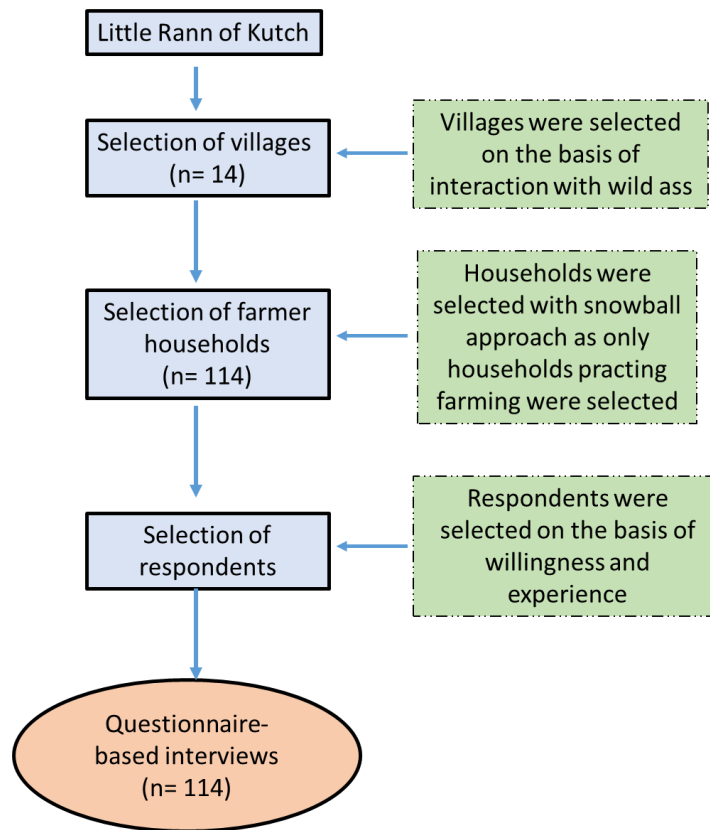 Little Rann of Kutch
Selection of villages
(n= 14)
Villages were selected
on the basis of
interaction with wild ass
Selection of farmer
households
(n= 114)
Households were
selected with snowball
approach as only
households practing
farming were selected
Selection of
respondents
Respondents were
selected on the basis of
willingness and
experience
Questionnaire-
based interviews
(n= 114)